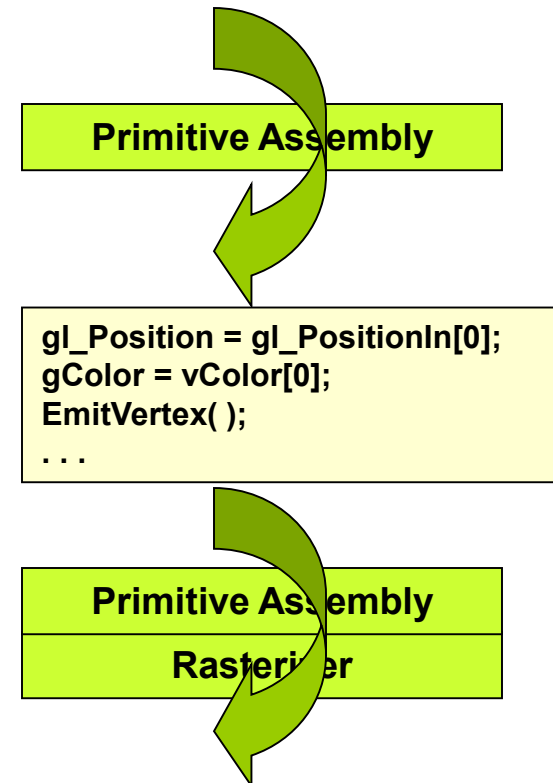 Primitive Assembly
gl_Position = gl_PositionIn[0];
gColor = vColor[0];
EmitVertex( );
. . .
Primitive Assembly
Rasterizer